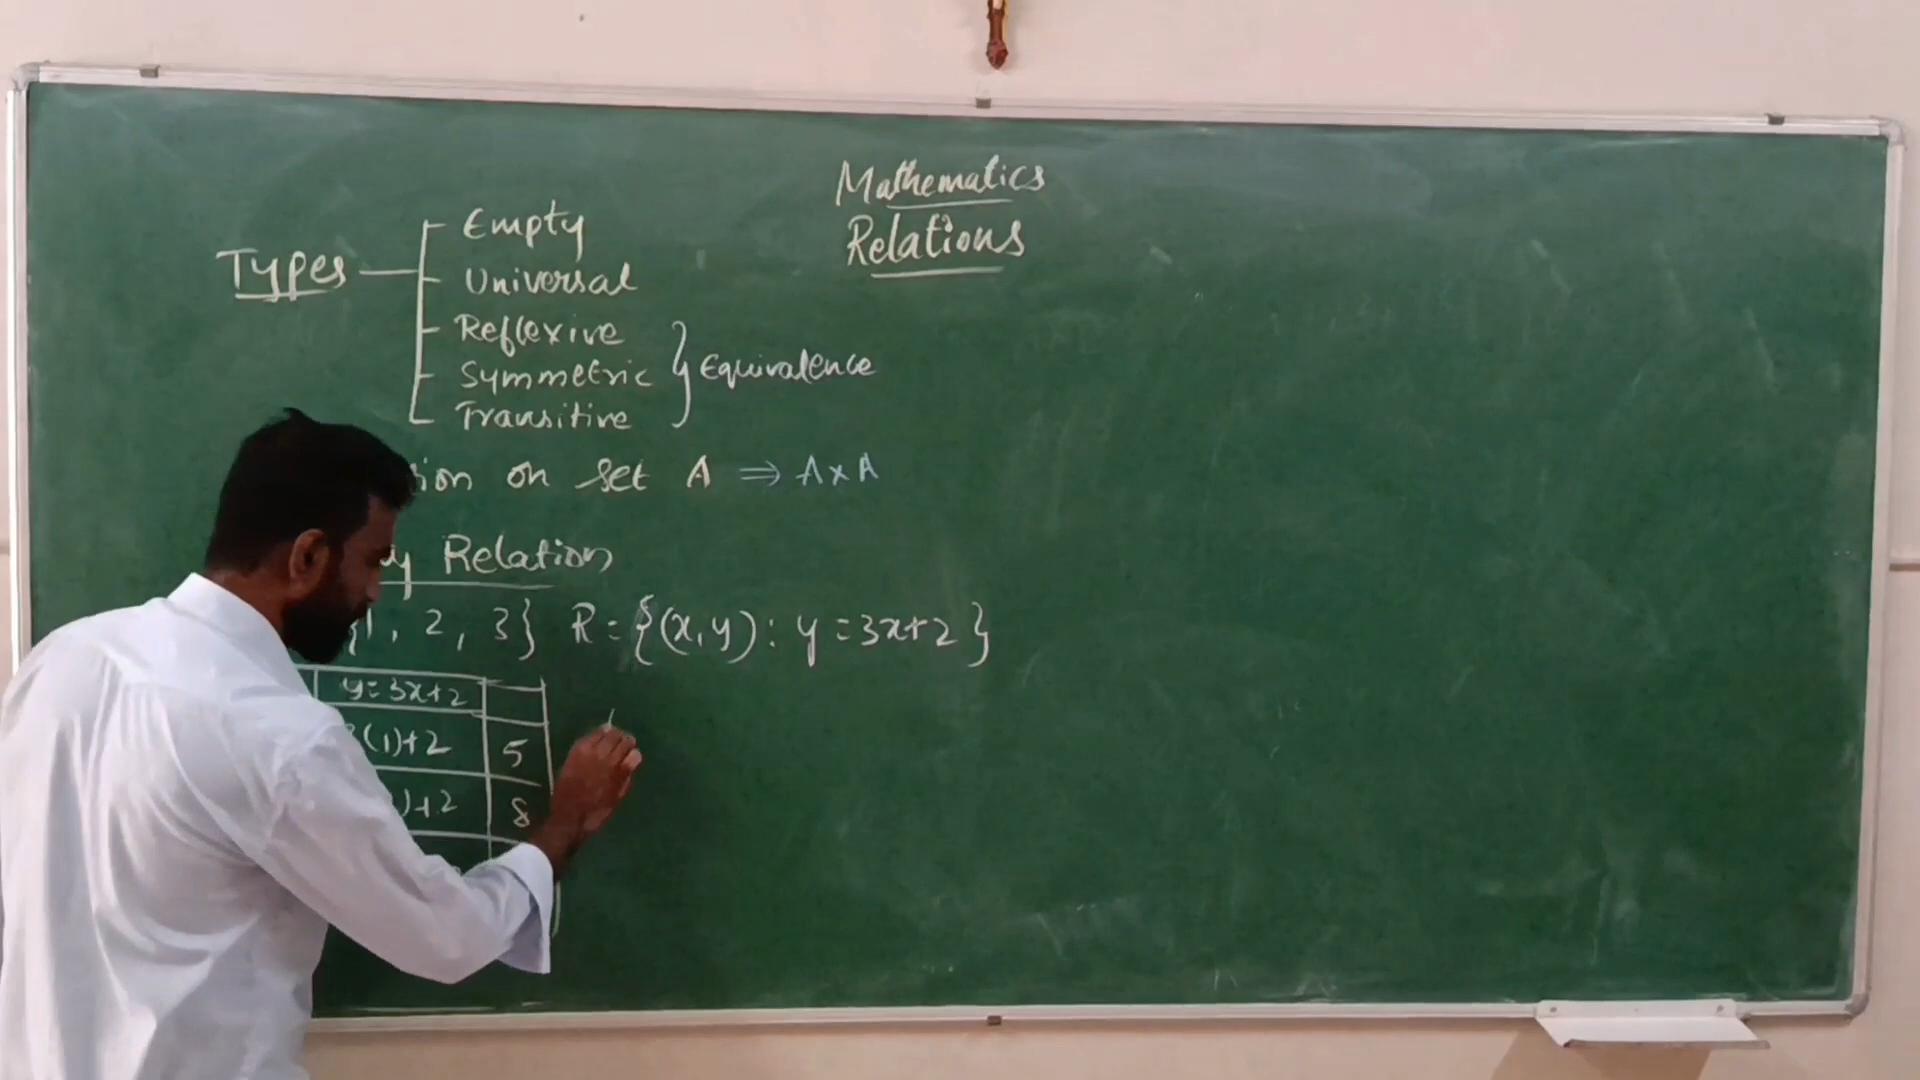 Mathematics
Relations
Types
Empty
Universal
Reflexive
Symmetric
Transitive
Equivalence
on set A ⇒ A×A
Relation
1, 2, 3} R = {(x,y) : y = 3x+2}
y = 3x+2
(1)+2 5
)+2 8